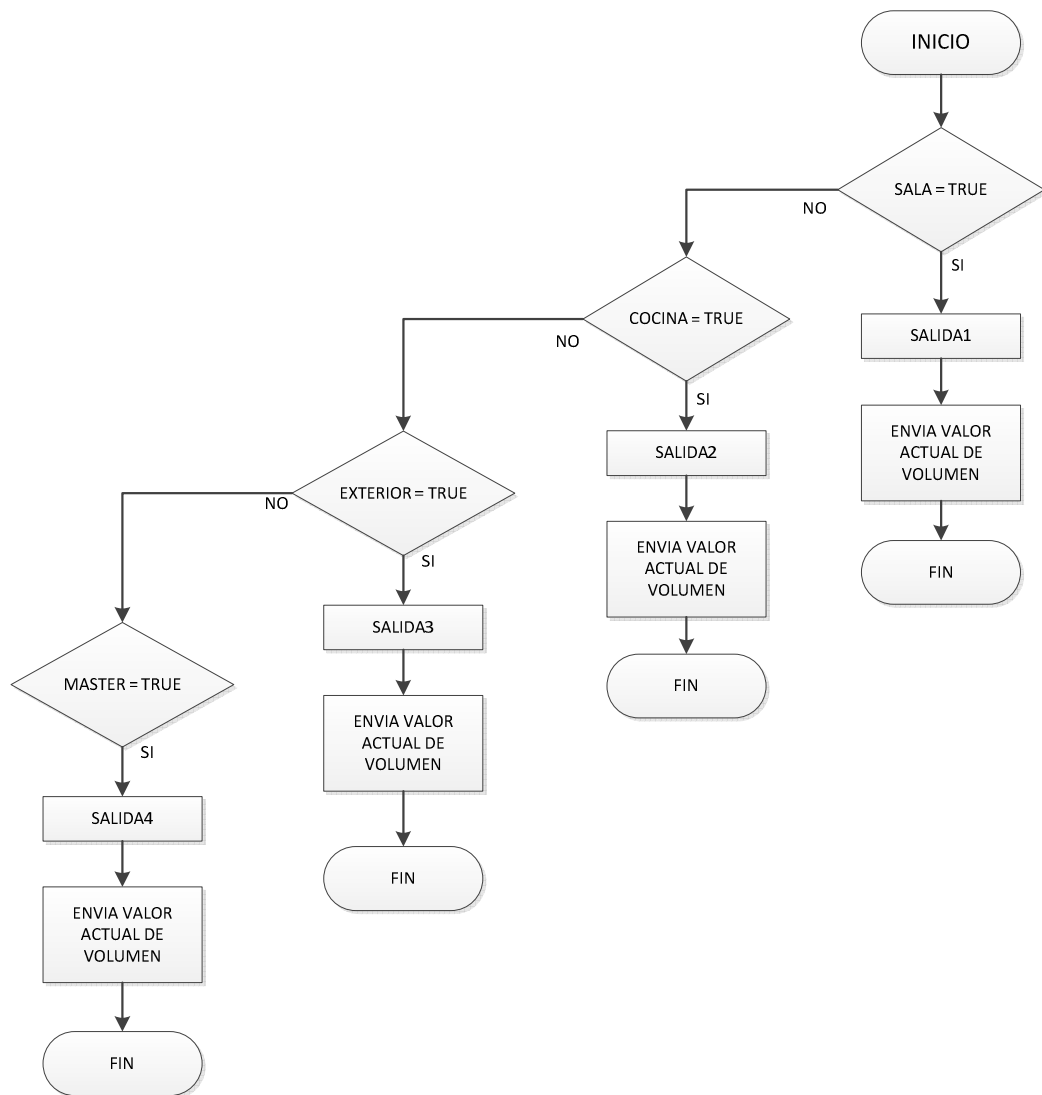 INICIO
SALA = TRUE
NO
SI
SALIDA1
ENVIA VALOR
ACTUAL DE
VOLUMEN
FIN
COCINA = TRUE
NO
SI
SALIDA2
ENVIA VALOR
ACTUAL DE
VOLUMEN
FIN
EXTERIOR = TRUE
NO
SI
SALIDA3
ENVIA VALOR
ACTUAL DE
VOLUMEN
FIN
MASTER = TRUE
SI
SALIDA4
ENVIA VALOR
ACTUAL DE
VOLUMEN
FIN